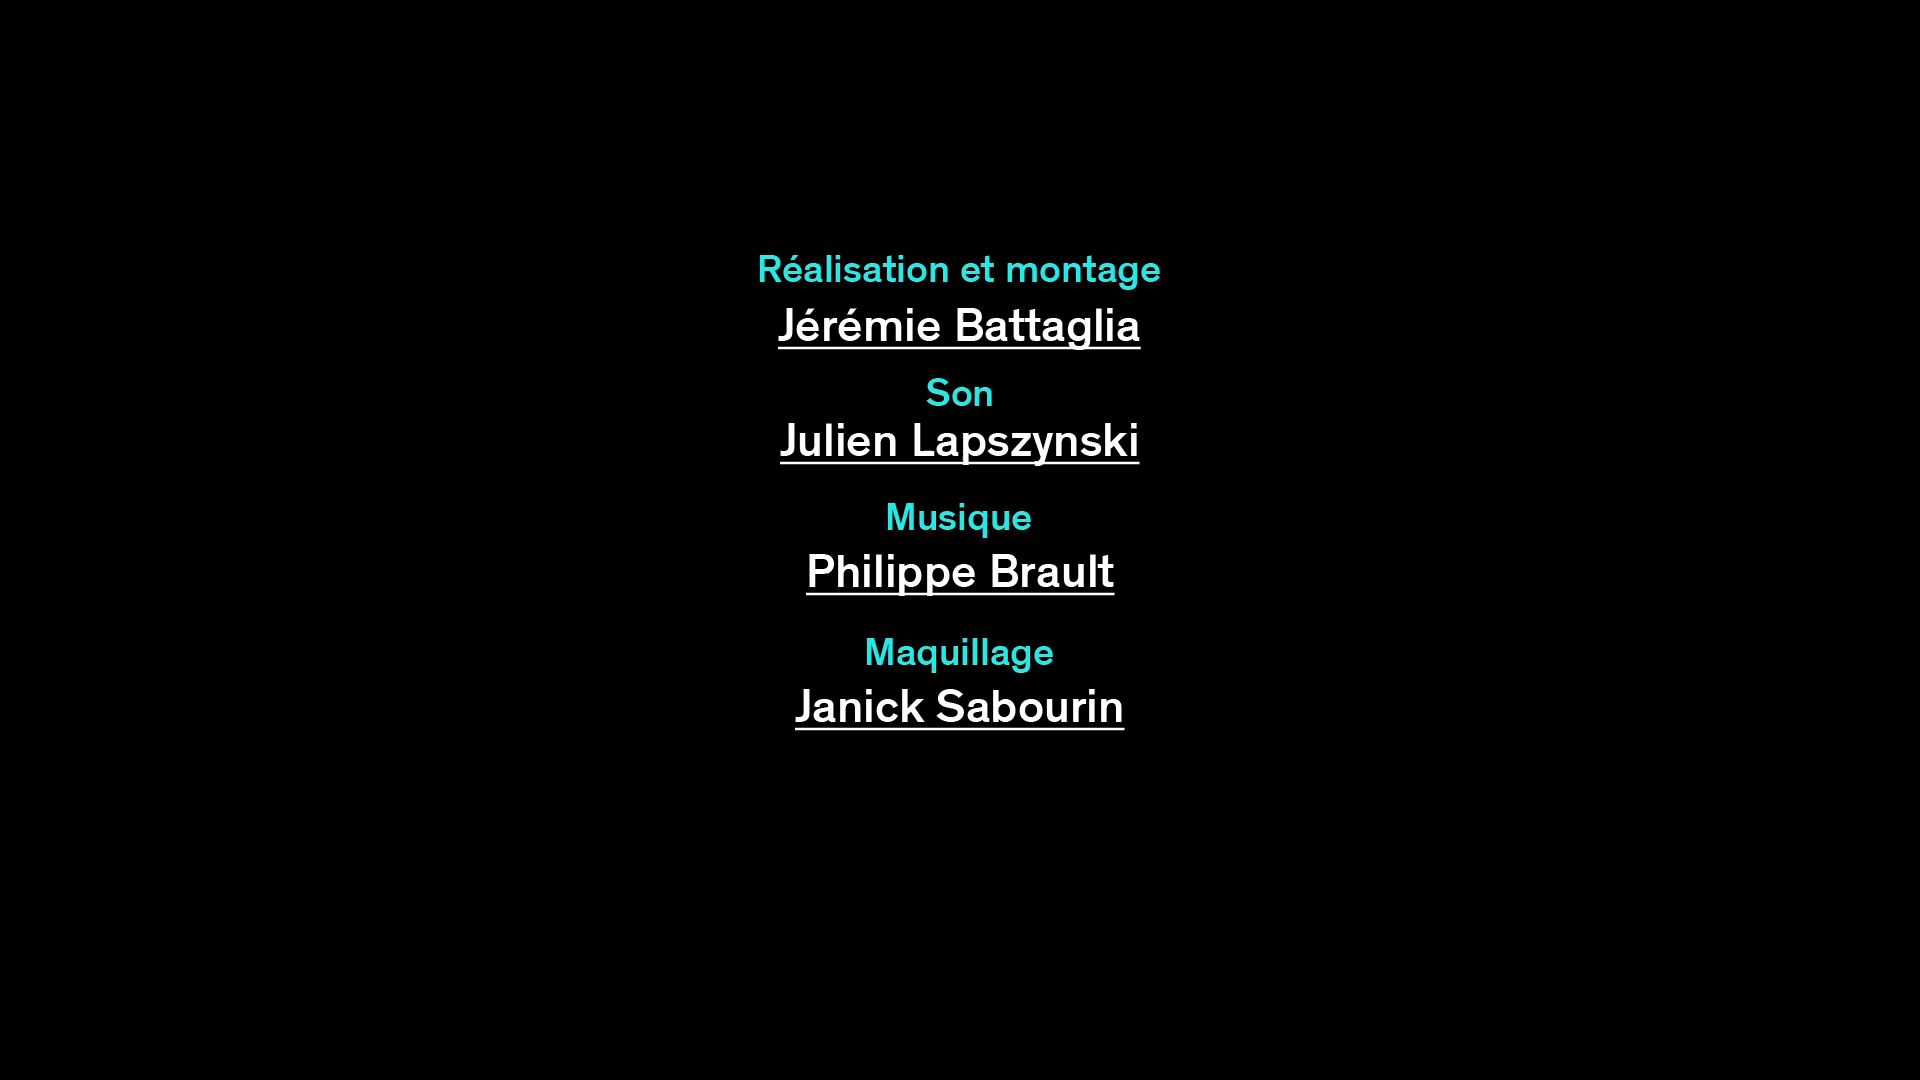 Réalisation et montage
Jérémie Battaglia
Son
Julien Lapszynski
Musique
Philippe Brault
Maquillage
Janick Sabourin